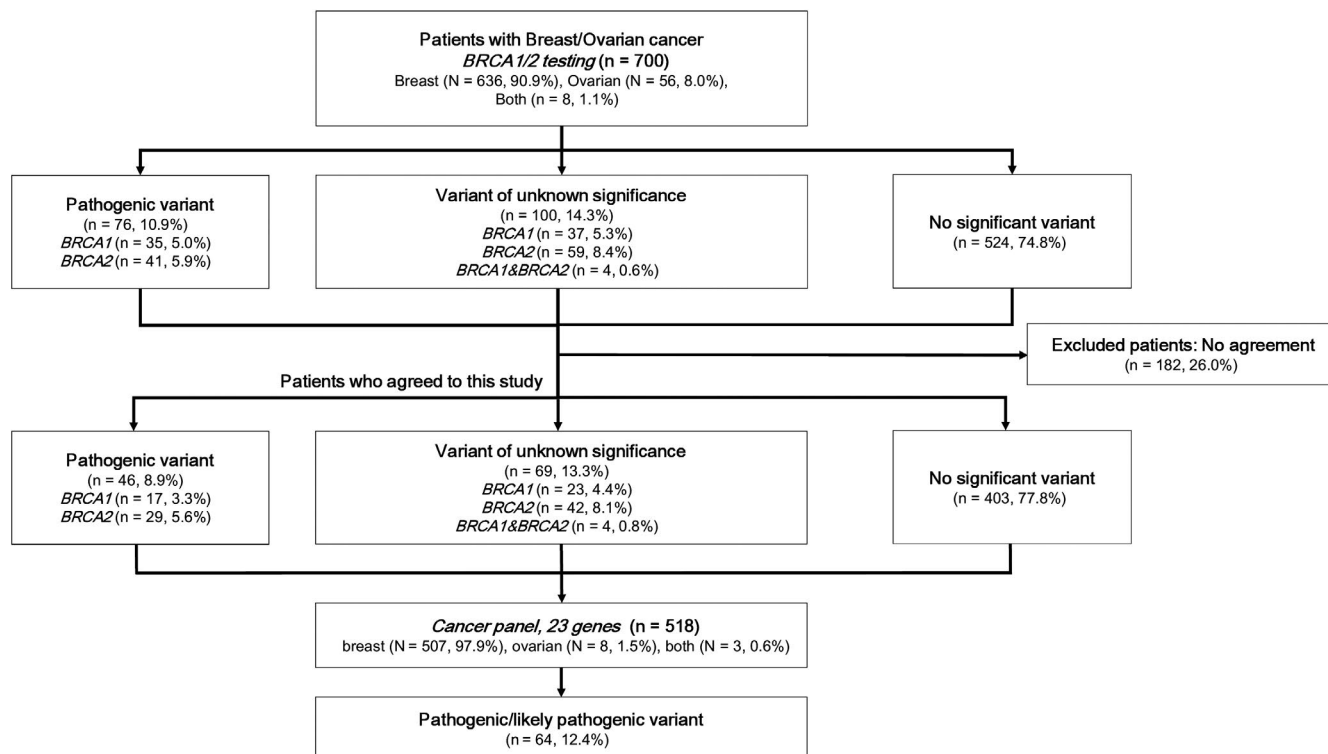 Patients with Breast/Ovarian cancer
BRCA1/2 testing (n = 700)
Breast (N = 636, 90.9%), Ovarian (N = 56, 8.0%),
Both (n = 8, 1.1%)
Pathogenic variant
(n = 76, 10.9%)
BRCA1 (n = 35, 5.0%)
BRCA2 (n = 41, 5.9%)
Variant of unknown significance
(n = 100, 14.3%)
BRCA1 (n = 37, 5.3%)
BRCA2 (n = 59, 8.4%)
BRCA1&BRCA2 (n = 4, 0.6%)
No significant variant
(n = 524, 74.8%)
Excluded patients: No agreement
(n = 182, 26.0%)
Patients who agreed to this study
Pathogenic variant
(n = 46, 8.9%)
BRCA1 (n = 17, 3.3%)
BRCA2 (n = 29, 5.6%)
Variant of unknown significance
(n = 69, 13.3%)
BRCA1 (n = 23, 4.4%)
BRCA2 (n = 42, 8.1%)
BRCA1&BRCA2 (n = 4, 0.8%)
No significant variant
(n = 403, 77.8%)
Cancer panel, 23 genes (n = 518)
breast (N = 507, 97.9%), ovarian (N = 8, 1.5%), both (N = 3, 0.6%)
Pathogenic/likely pathogenic variant
(n = 64, 12.4%)